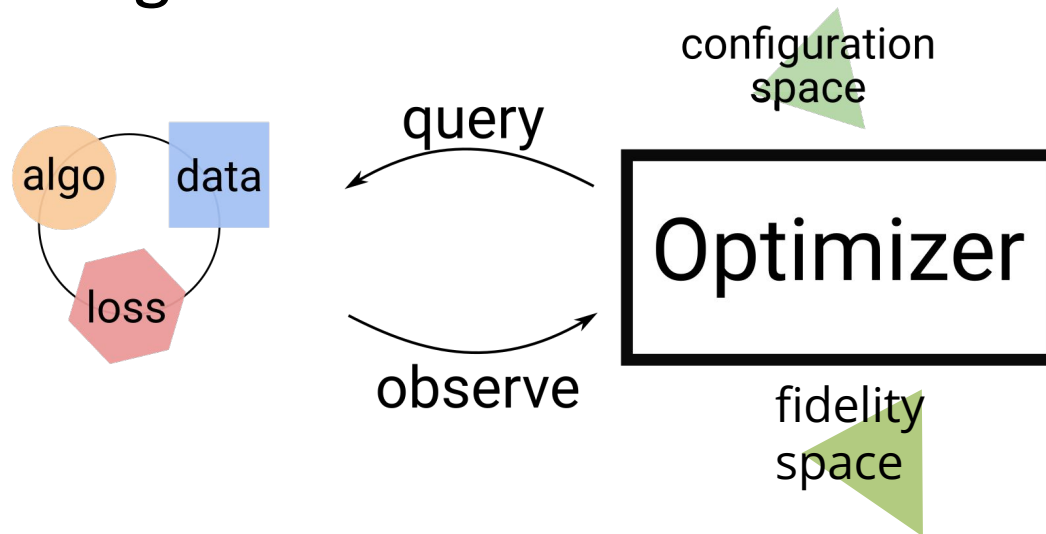 configuration
space
query
algo
data
Optimizer
loss
observe
fidelity
space